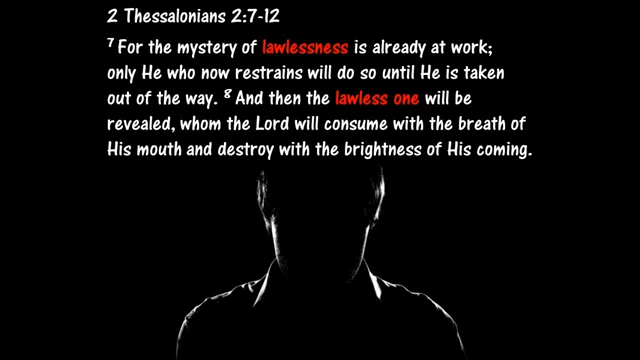 2 Thessalonians 2:7-12
⁷ For the mystery of lawlessness is already at work;
only He who now restrains will do so until He is taken
out of the way. ⁸ And then the lawless one will be
revealed, whom the Lord will consume with the breath of
His mouth and destroy with the brightness of His coming.